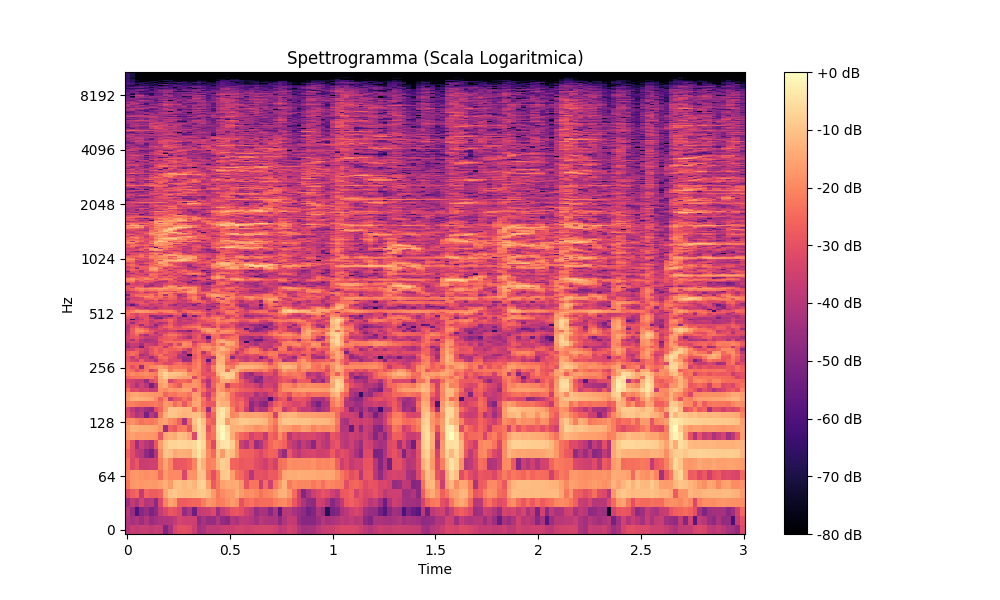 Spettrogramma (Scala Logaritmica)
Hz
8192
4096
2048
1024
512
256
128
64
0
0 0.5 1 1.5 2 2.5 3
Time
+0 dB
-10 dB
-20 dB
-30 dB
-40 dB
-50 dB
-60 dB
-70 dB
-80 dB